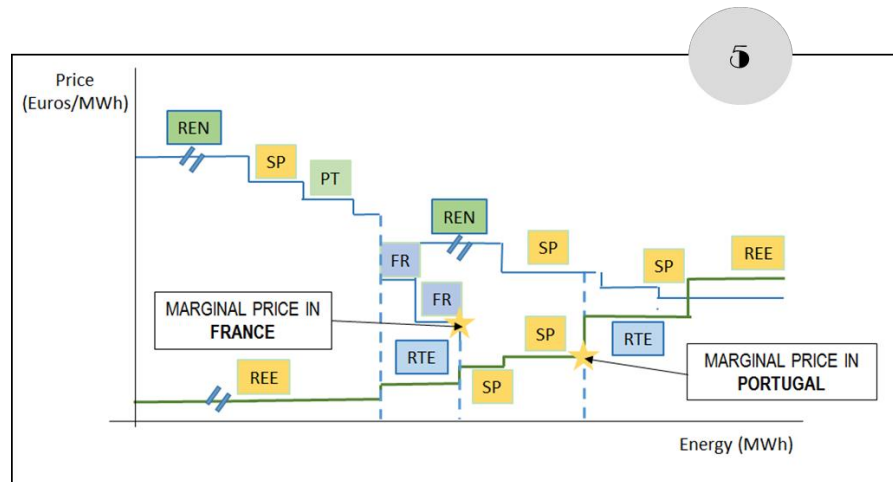 5
Price
(Euros/MWh)
REN
SP
PT
REN
SP
SP
REE
FR
FR
MARGINAL PRICE IN
FRANCE
RTE
SP
RTE
REE
SP
MARGINAL PRICE IN
PORTUGAL
Energy (MWh)